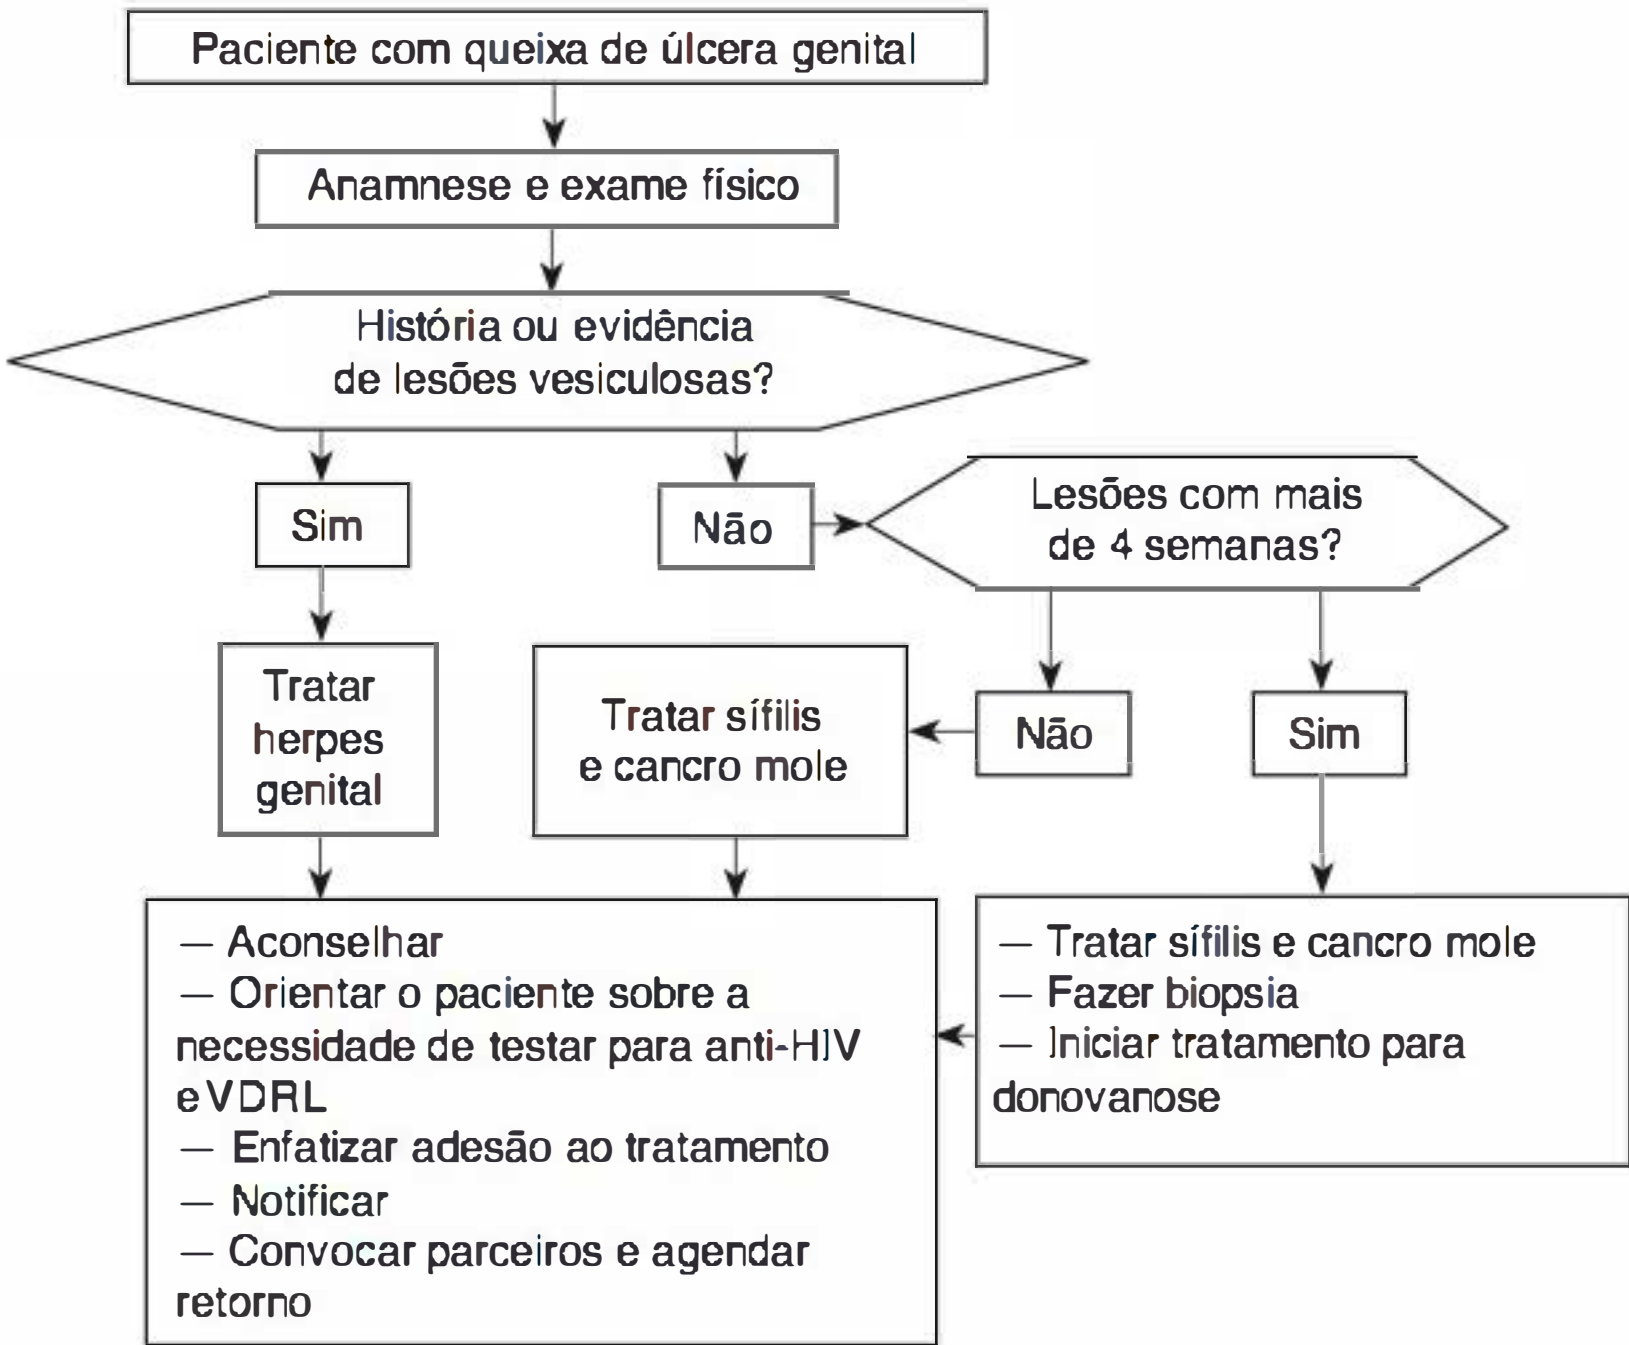 Paciente com queixa de úlcera genital
Anamnese e exame físico
História ou evidência
de lesões vesiculosas?
Sim
Não
Lesões com mais
de 4 semanas?
Tratar
herpes
genital
Tratar sífilis
e cancro mole
Não
Sim
— Aconselhar
— Orientar o paciente sobre a
necessidade de testar para anti-HIV
e VDRL
— Enfatizar adesão ao tratamento
— Notificar
— Convocar parceiros e agendar
retorno
— Tratar sífilis e cancro mole
— Fazer biopsia
— Iniciar tratamento para
donovanose